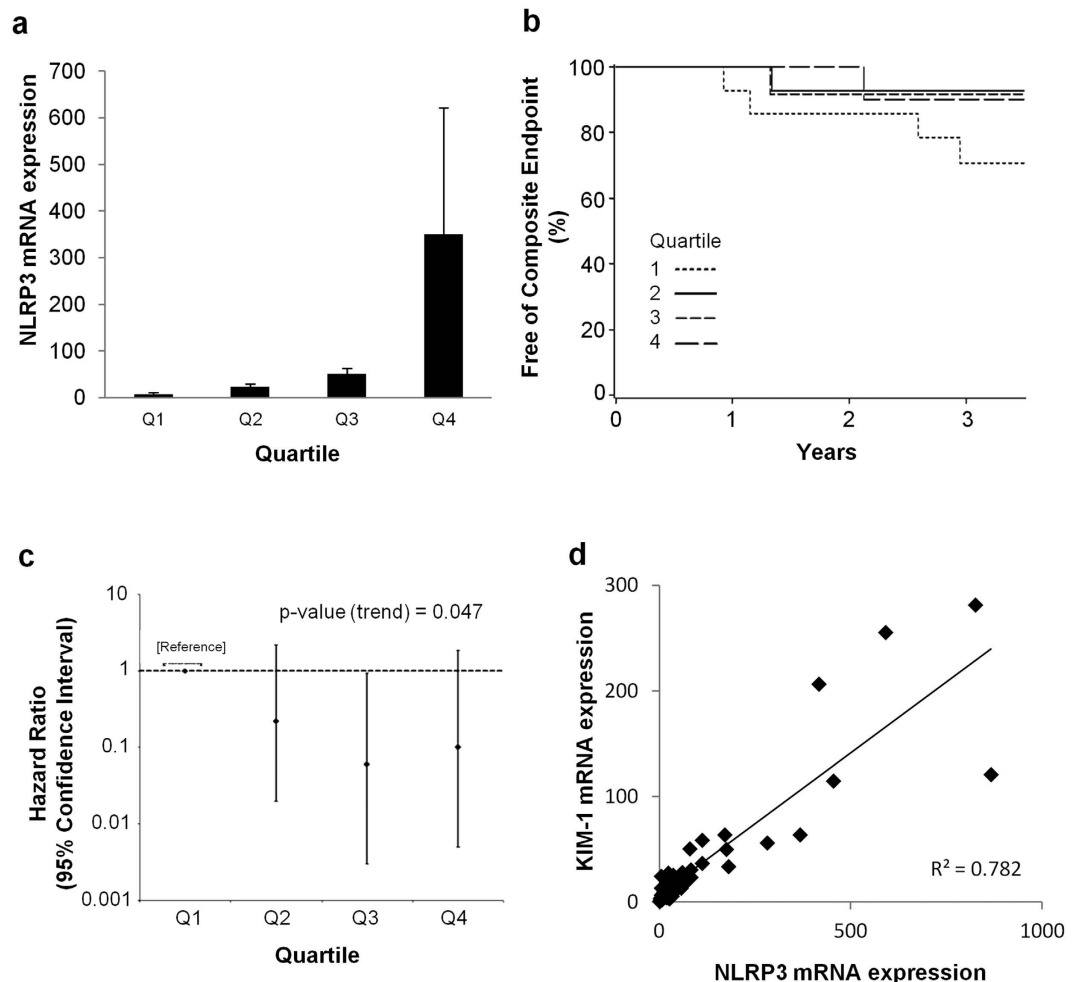 a
NLRP3 mRNA expression
700
600
500
400
300
200
100
0
Q1 Q2 Q3 Q4
Quartile
b
Free of Composite Endpoint
(%)
100
80
60
40
20
0
Quartile
1
2
3
4
0 1 2 3
Years
c
Hazard Ratio
(95% Confidence Interval)
10
1
0.1
0.01
0.001
p-value (trend) = 0.047
[Reference]
Q1 Q2 Q3 Q4
Quartile
d
KIM-1 mRNA expression
300
200
100
0
R² = 0.782
0 500 1000
NLRP3 mRNA expression